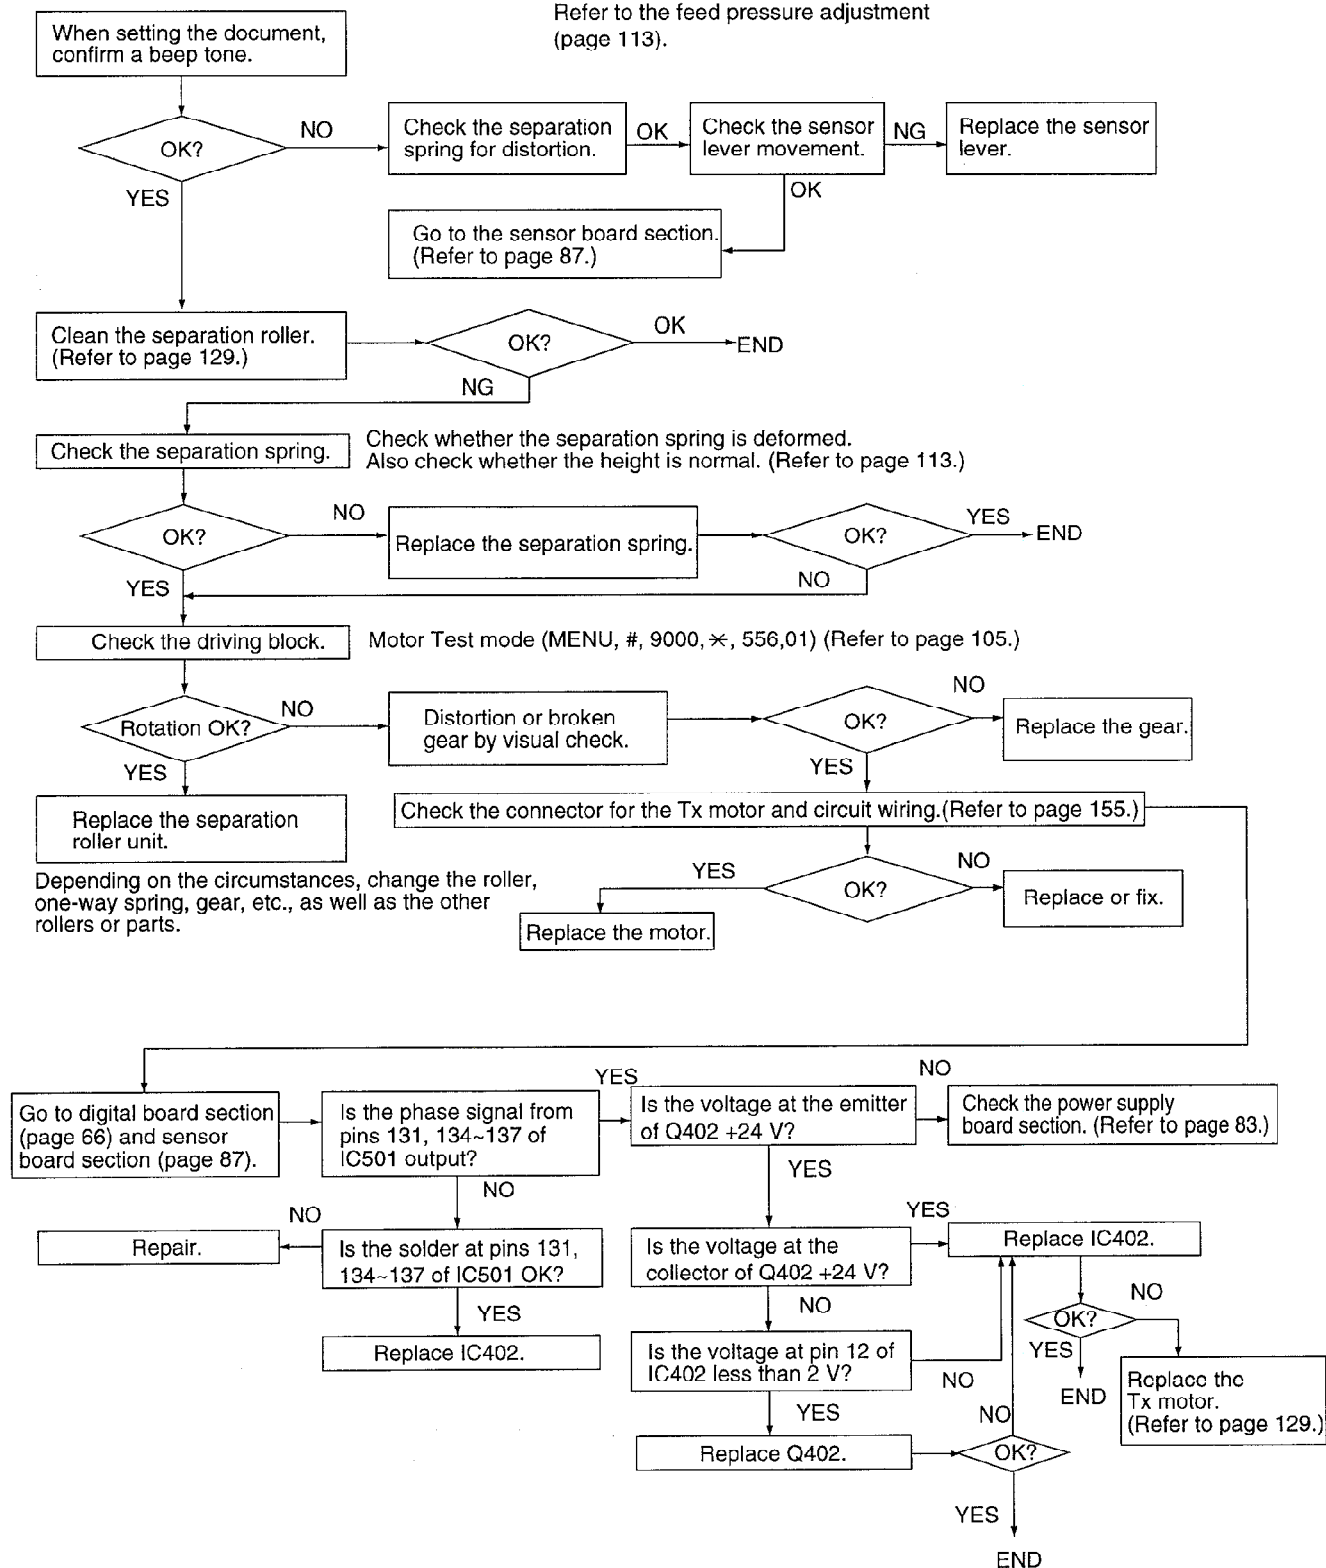 Refer to the feed pressure adjustment
(page 113).
When setting the document,
confirm a beep tone.
OK?
NO
Check the separation
spring for distortion.
OK
Check the sensor
lever movement.
NG
Replace the sensor
lever.
YES
OK
Go to the sensor board section.
(Refer to page 87.)
Clean the separation roller.
(Refer to page 129.)
OK?
OK
END
NG
Check the separation spring.
Check whether the separation spring is deformed.
Also check whether the height is normal. (Refer to page 113.)
OK?
NO
Replace the separation spring.
OK?
YES
END
YES
NO
Check the driving block.
Motor Test mode (MENU, #, 9000, ⚹, 556,01) (Refer to page 105.)
Rotation OK?
NO
Distortion or broken
gear by visual check.
OK?
NO
Replace the gear.
YES
YES
Replace the separation
roller unit.
Check the connector for the Tx motor and circuit wiring.(Refer to page 155.)
Depending on the circumstances, change the roller,
one-way spring, gear, etc., as well as the other
rollers or parts.
YES
OK?
NO
Replace or fix.
Replace the motor.
Go to digital board section
(page 66) and sensor
board section (page 87).
Is the phase signal from
pins 131, 134~137 of
IC501 output?
YES
Is the voltage at the emitter
of Q402 +24 V?
NO
Check the power supply
board section. (Refer to page 83.)
NO
YES
Repair.
NO
Is the solder at pins 131,
134~137 of IC501 OK?
Is the voltage at the
collector of Q402 +24 V?
YES
Replace IC402.
YES
NO
OK?
NO
Replace IC402.
Is the voltage at pin 12 of
IC402 less than 2 V?
NO
YES
END
Replace the
Tx motor.
(Refer to page 129.)
YES
NO
Replace Q402.
OK?
YES
END